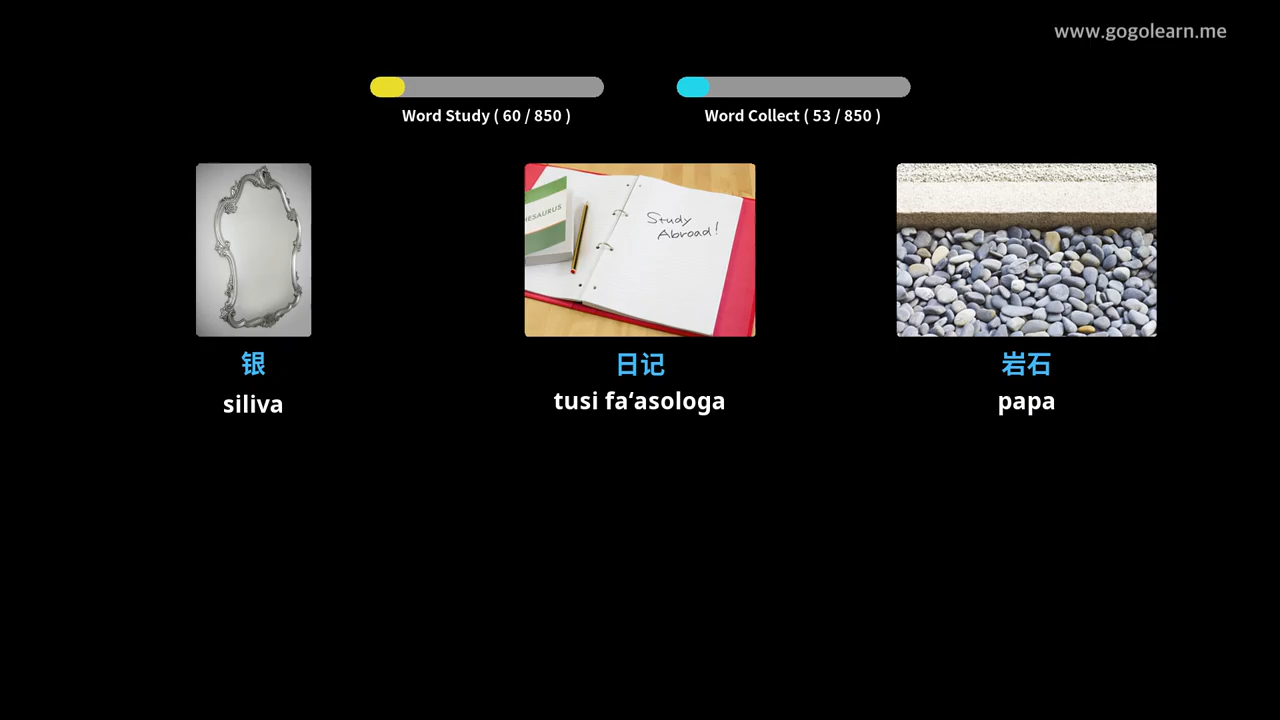 www.gogolearn.me
Word Study ( 60 / 850 )
Word Collect ( 53 / 850 )
HESAURUS
Study
Abroad!
银
日记
岩石
siliva
tusi fa‘asologa
papa